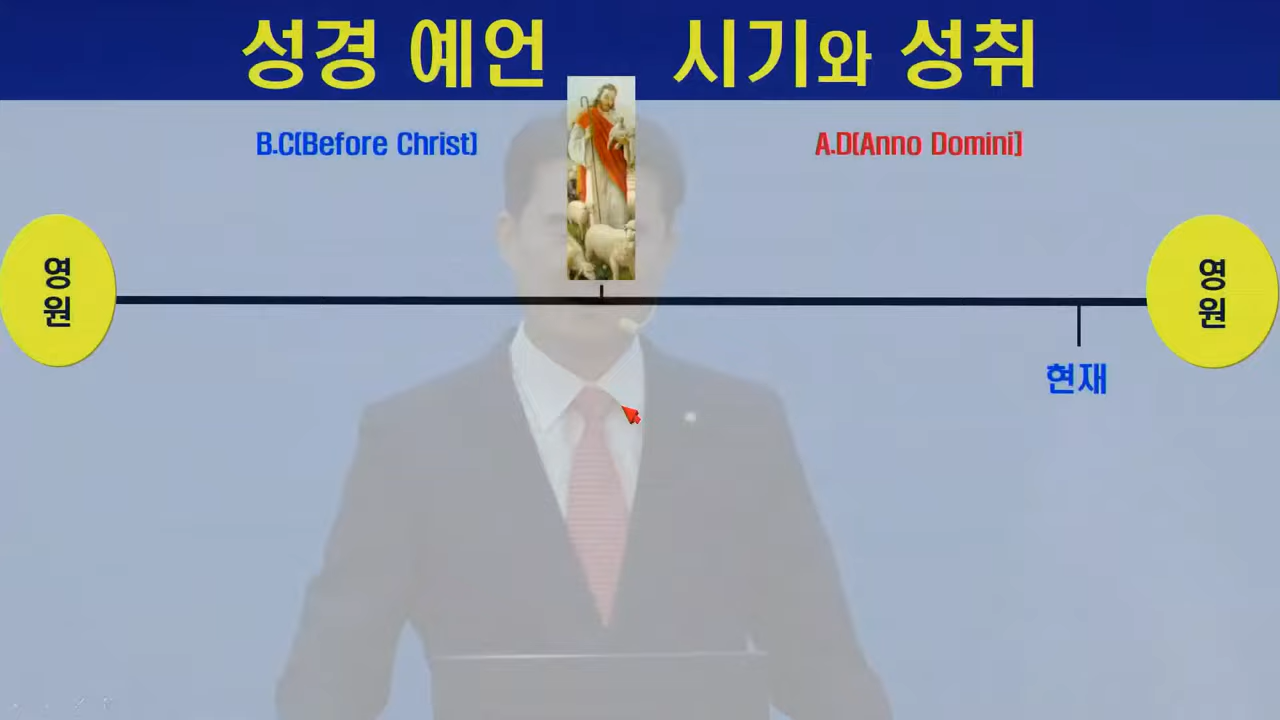 성경 예언 시기와 성취
B.C(Before Christ) A.D(Anno Domini)
영원 영원
현재